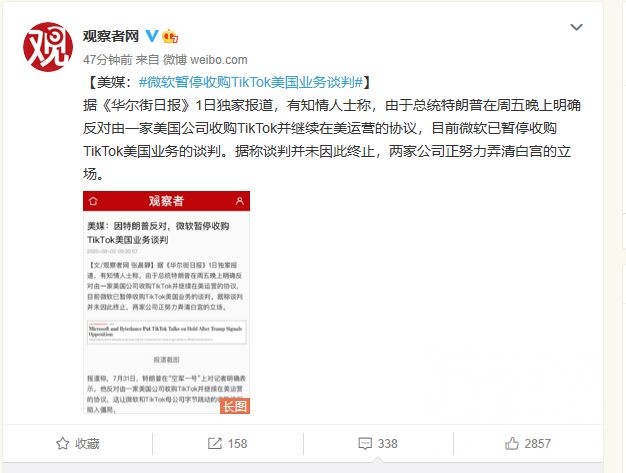 观
观察者网
47分钟前 来自 微博 weibo.com
【美媒：#微软暂停收购TikTok美国业务谈判#】
据《华尔街日报》1日独家报道，有知情人士称，由于总统特朗普在周五晚上明确
反对由一家美国公司收购TikTok并继续在美运营的协议，目前微软已暂停收购
TikTok美国业务的谈判。据称谈判并未因此终止，两家公司正努力弄清白宫的立
场。
观察者
美媒：因特朗普反对，微软暂停收购
TikTok美国业务谈判
【文/观察者网 张晨静】据《华尔街日报》1日独家报
道，有知情人士称，由于总统特朗普在周五晚上明确反
对由一家美国公司收购TikTok并继续在美运营的协议，
目前微软已暂停收购TikTok美国业务的谈判。据称谈判
并未因此终止，两家公司正努力弄清白宫的立场。
Microsoft and Bytedance Put TikTok Talks on Hold After Trump Signals
Opposition
报道截图
报道称，7月31日，特朗普在“空军一号”上对记者明确表
示，他反对由一家美国公司收购TikTok并继续在美运营
的协议，这让微软和TikTok母公司字节跳动的
陷入僵局。
长图
收藏
158
338
2857